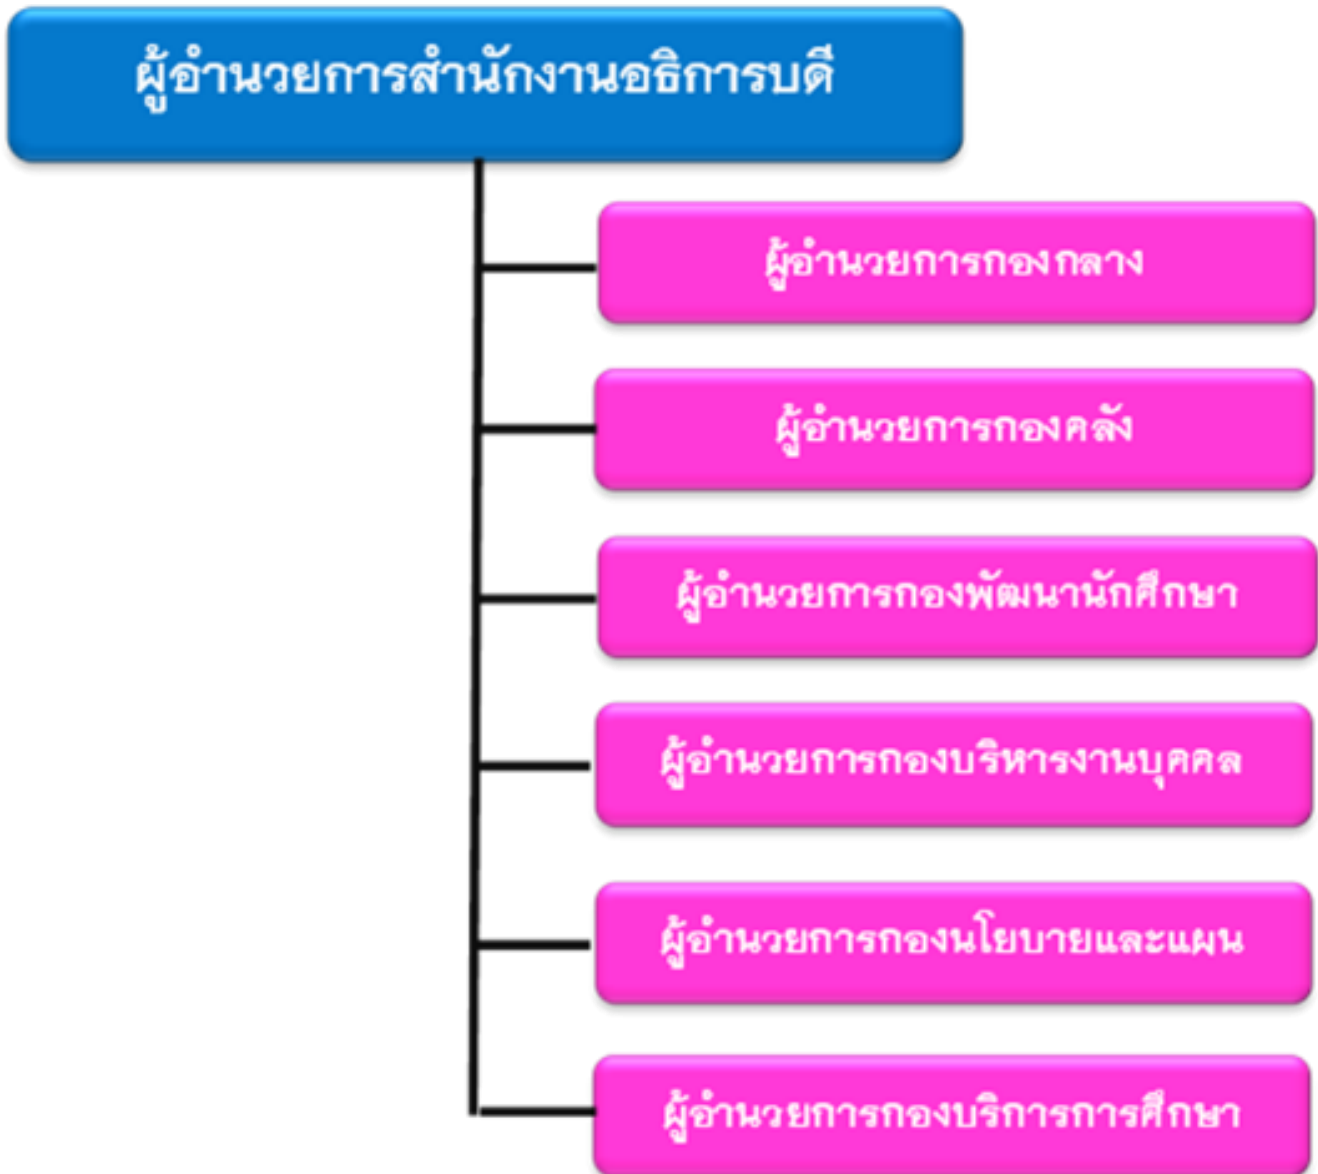 ผู้อำนวยการสำนักงานอธิการบดี
ผู้อำนวยการกองกลาง
ผู้อำนวยการกองคลัง
ผู้อำนวยการกองพัฒนานักศึกษา
ผู้อำนวยการกองบริหารงานบุคคล
ผู้อำนวยการกองนโยบายและแผน
ผู้อำนวยการกองบริการการศึกษา